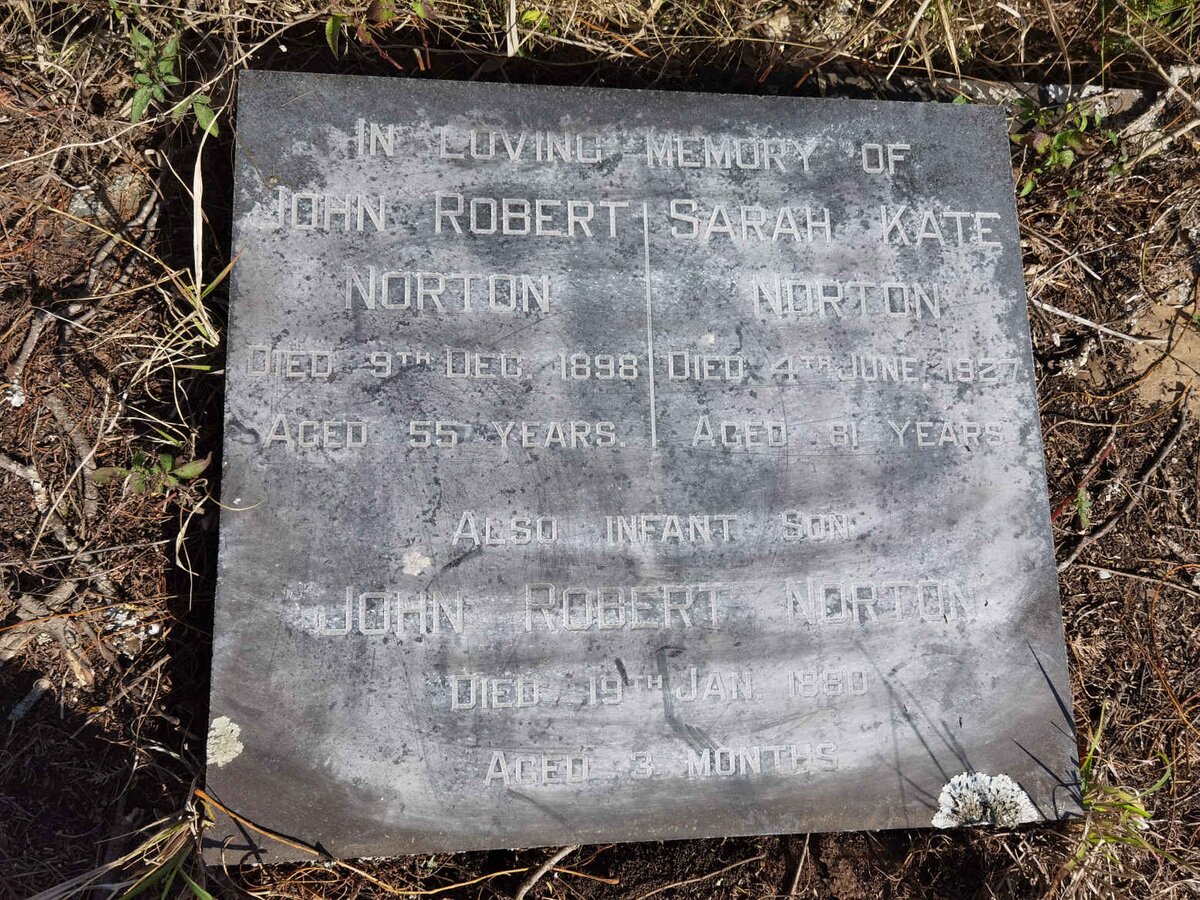 In Loving Memory of
John Robert
Norton
Died 9th Dec. 1898
Aged 55 years.
Sarah Kate
Norton
Died 4th June. 1927
Aged 81 years
Also infant Son
John Robert Norton.
Died 19th Jan. 1880
Aged 3 months